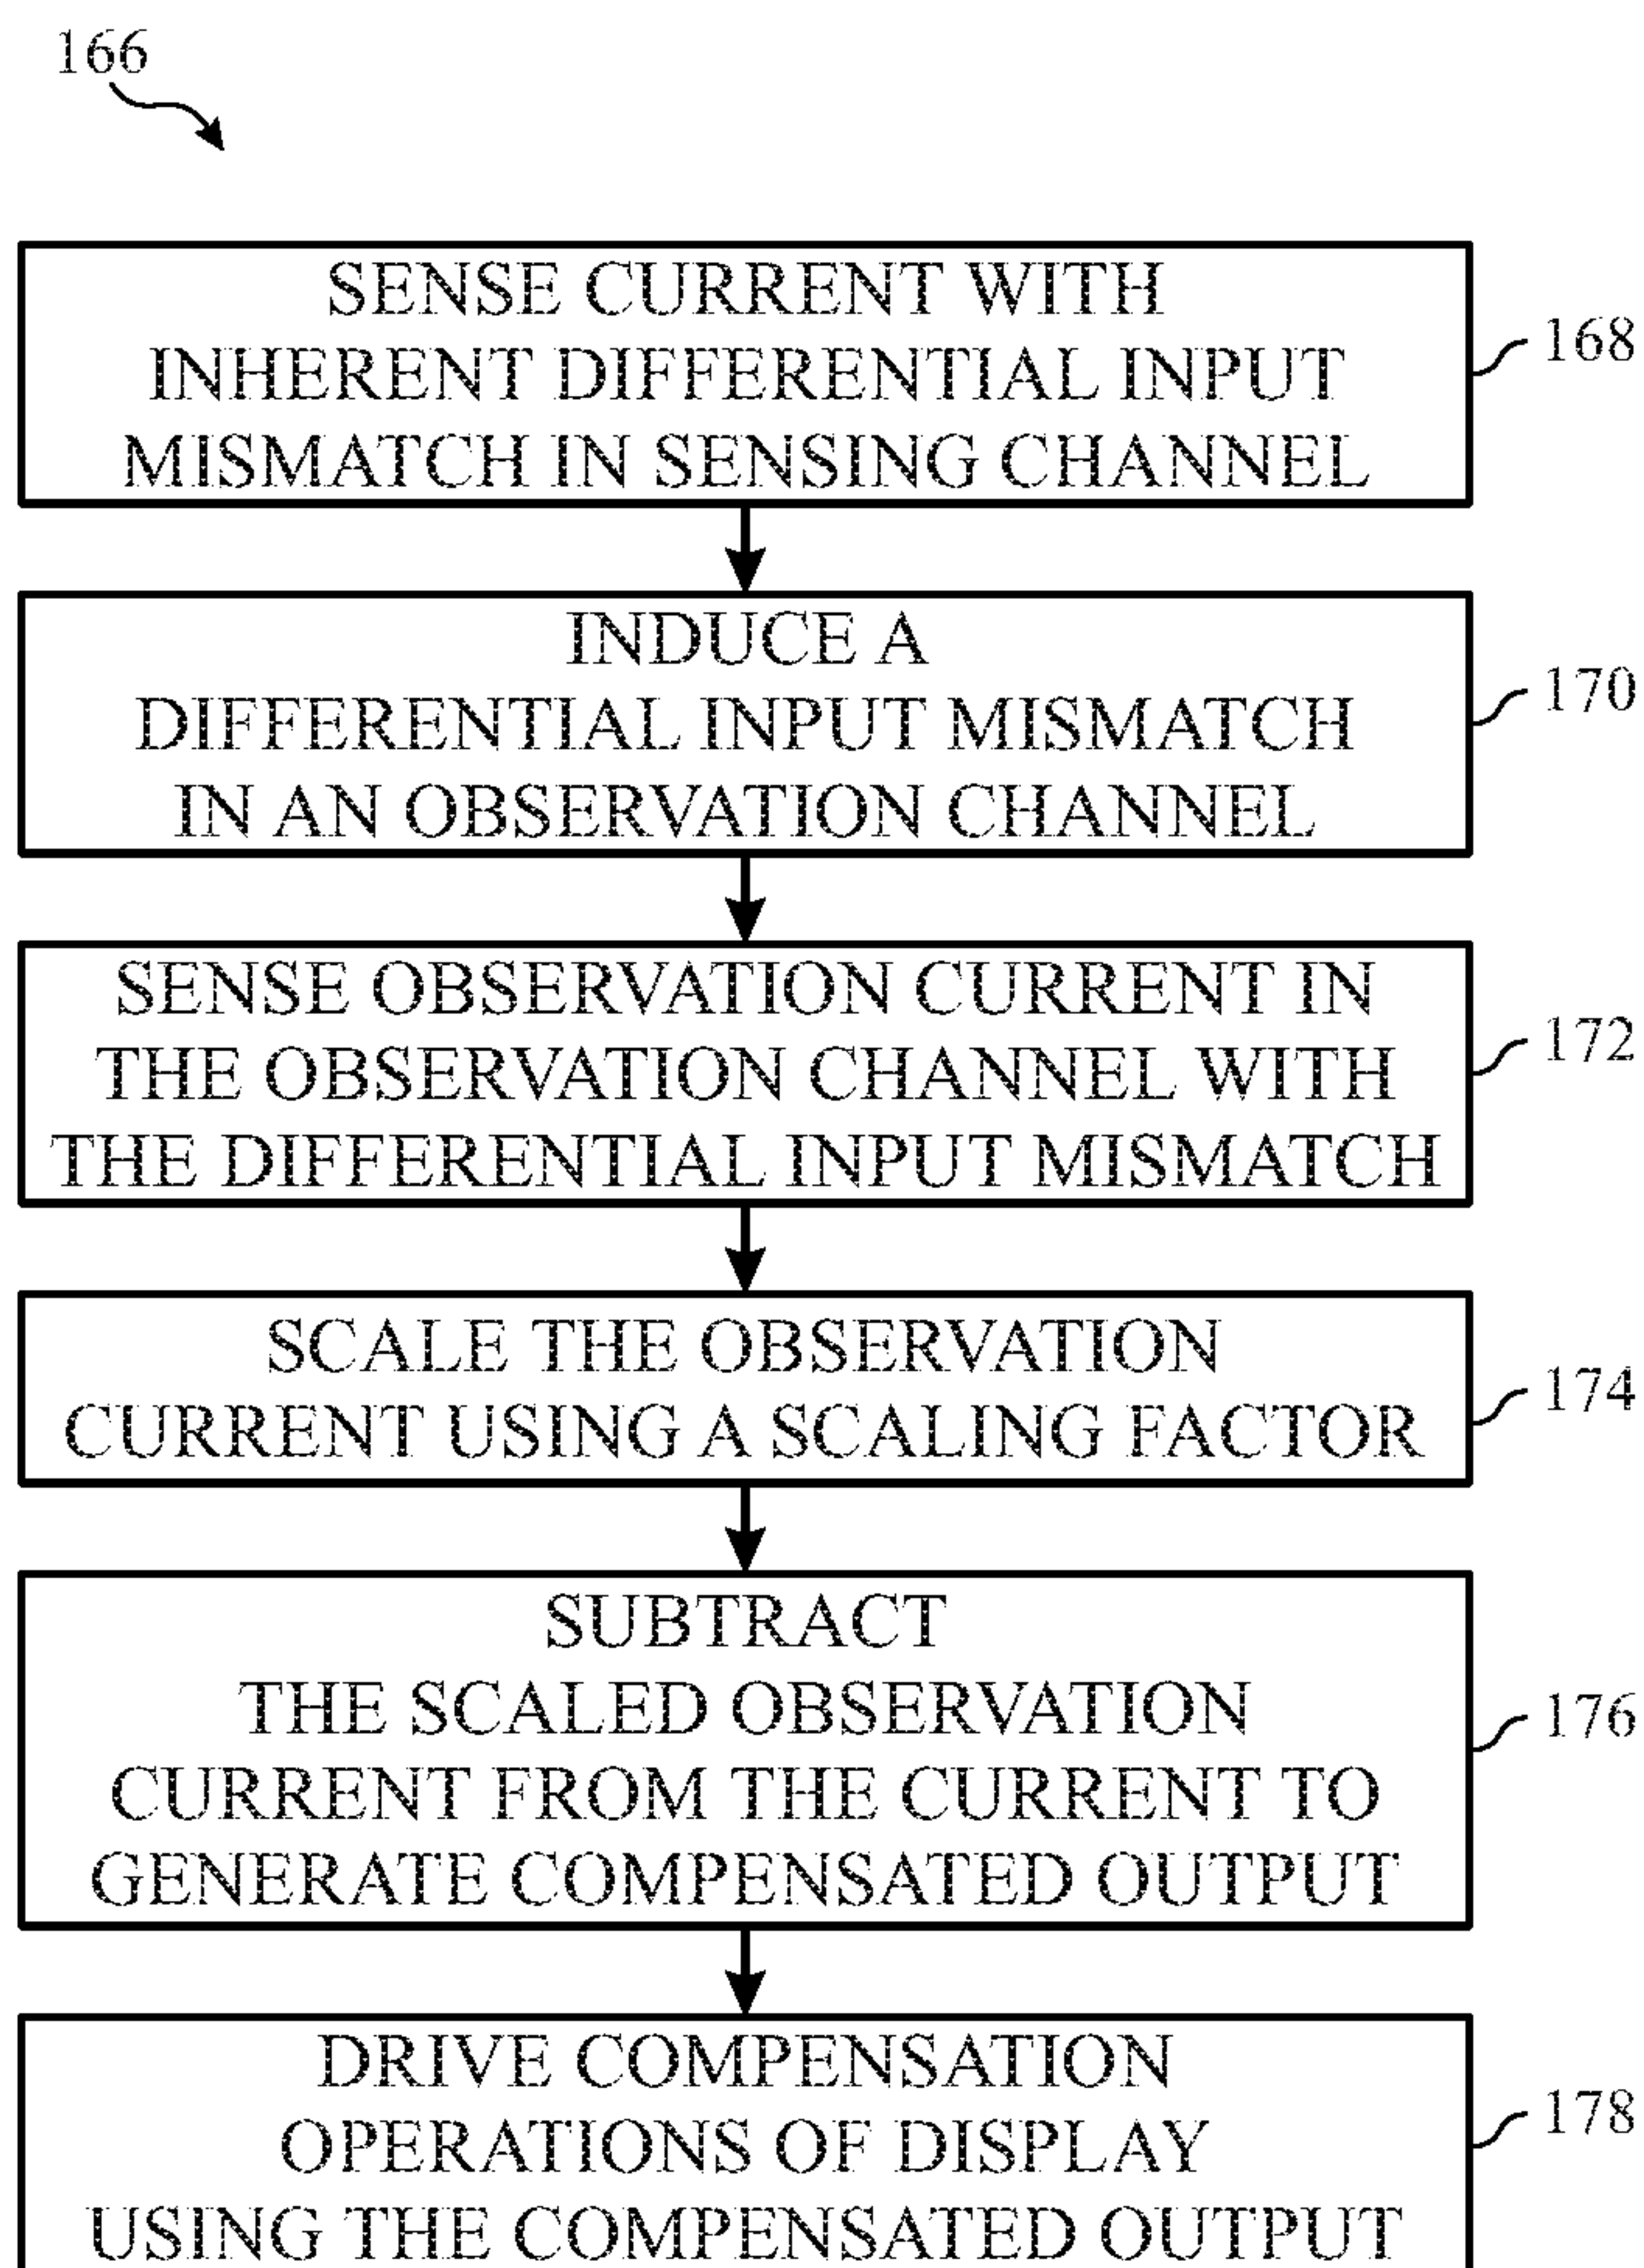 166
SENSE CURRENT WITH
INHERENT DIFFERENTIAL INPUT
MISMATCH IN SENSING CHANNEL
168
INDUCE A
DIFFERENTIAL INPUT MISMATCH
IN AN OBSERVATION CHANNEL
170
SENSE OBSERVATION CURRENT IN
THE OBSERVATION CHANNEL WITH
THE DIFFERENTIAL INPUT MISMATCH
172
SCALE THE OBSERVATION
CURRENT USING A SCALING FACTOR
174
SUBTRACT
THE SCALED OBSERVATION
CURRENT FROM THE CURRENT TO
GENERATE COMPENSATED OUTPUT
176
DRIVE COMPENSATION
OPERATIONS OF DISPLAY
USING THE COMPENSATED OUTPUT
178